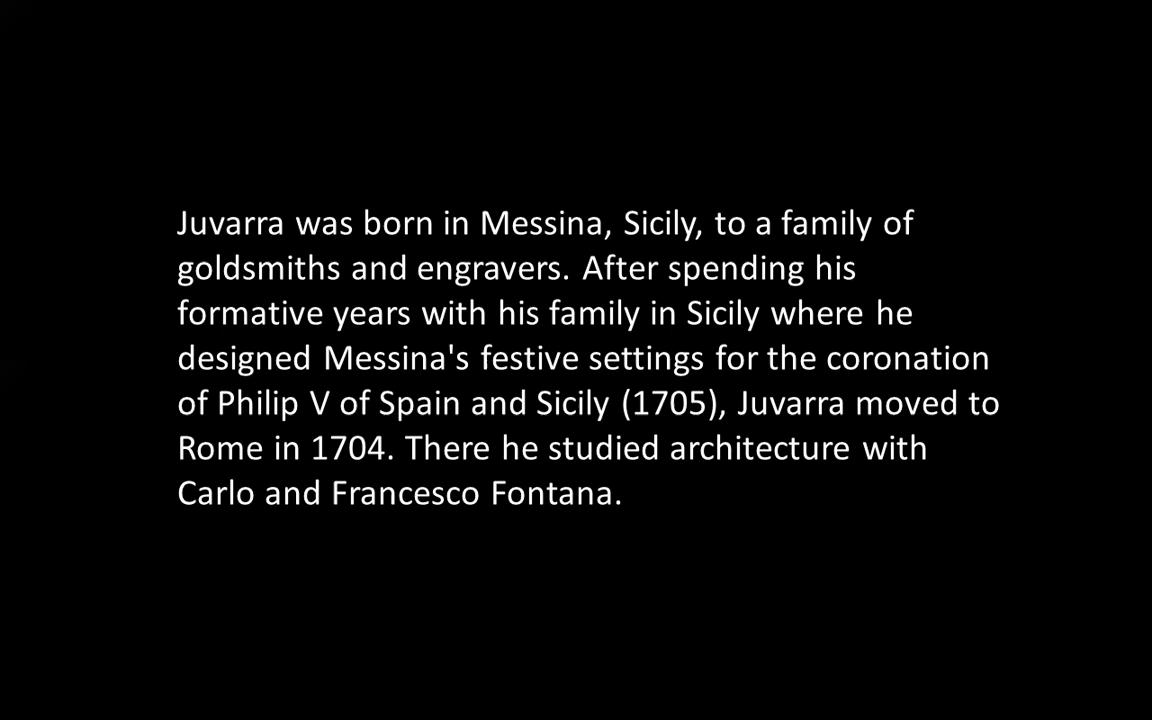 Juvarra was born in Messina, Sicily, to a family of
goldsmiths and engravers. After spending his
formative years with his family in Sicily where he
designed Messina's festive settings for the coronation
of Philip V of Spain and Sicily (1705), Juvarra moved to
Rome in 1704. There he studied architecture with
Carlo and Francesco Fontana.